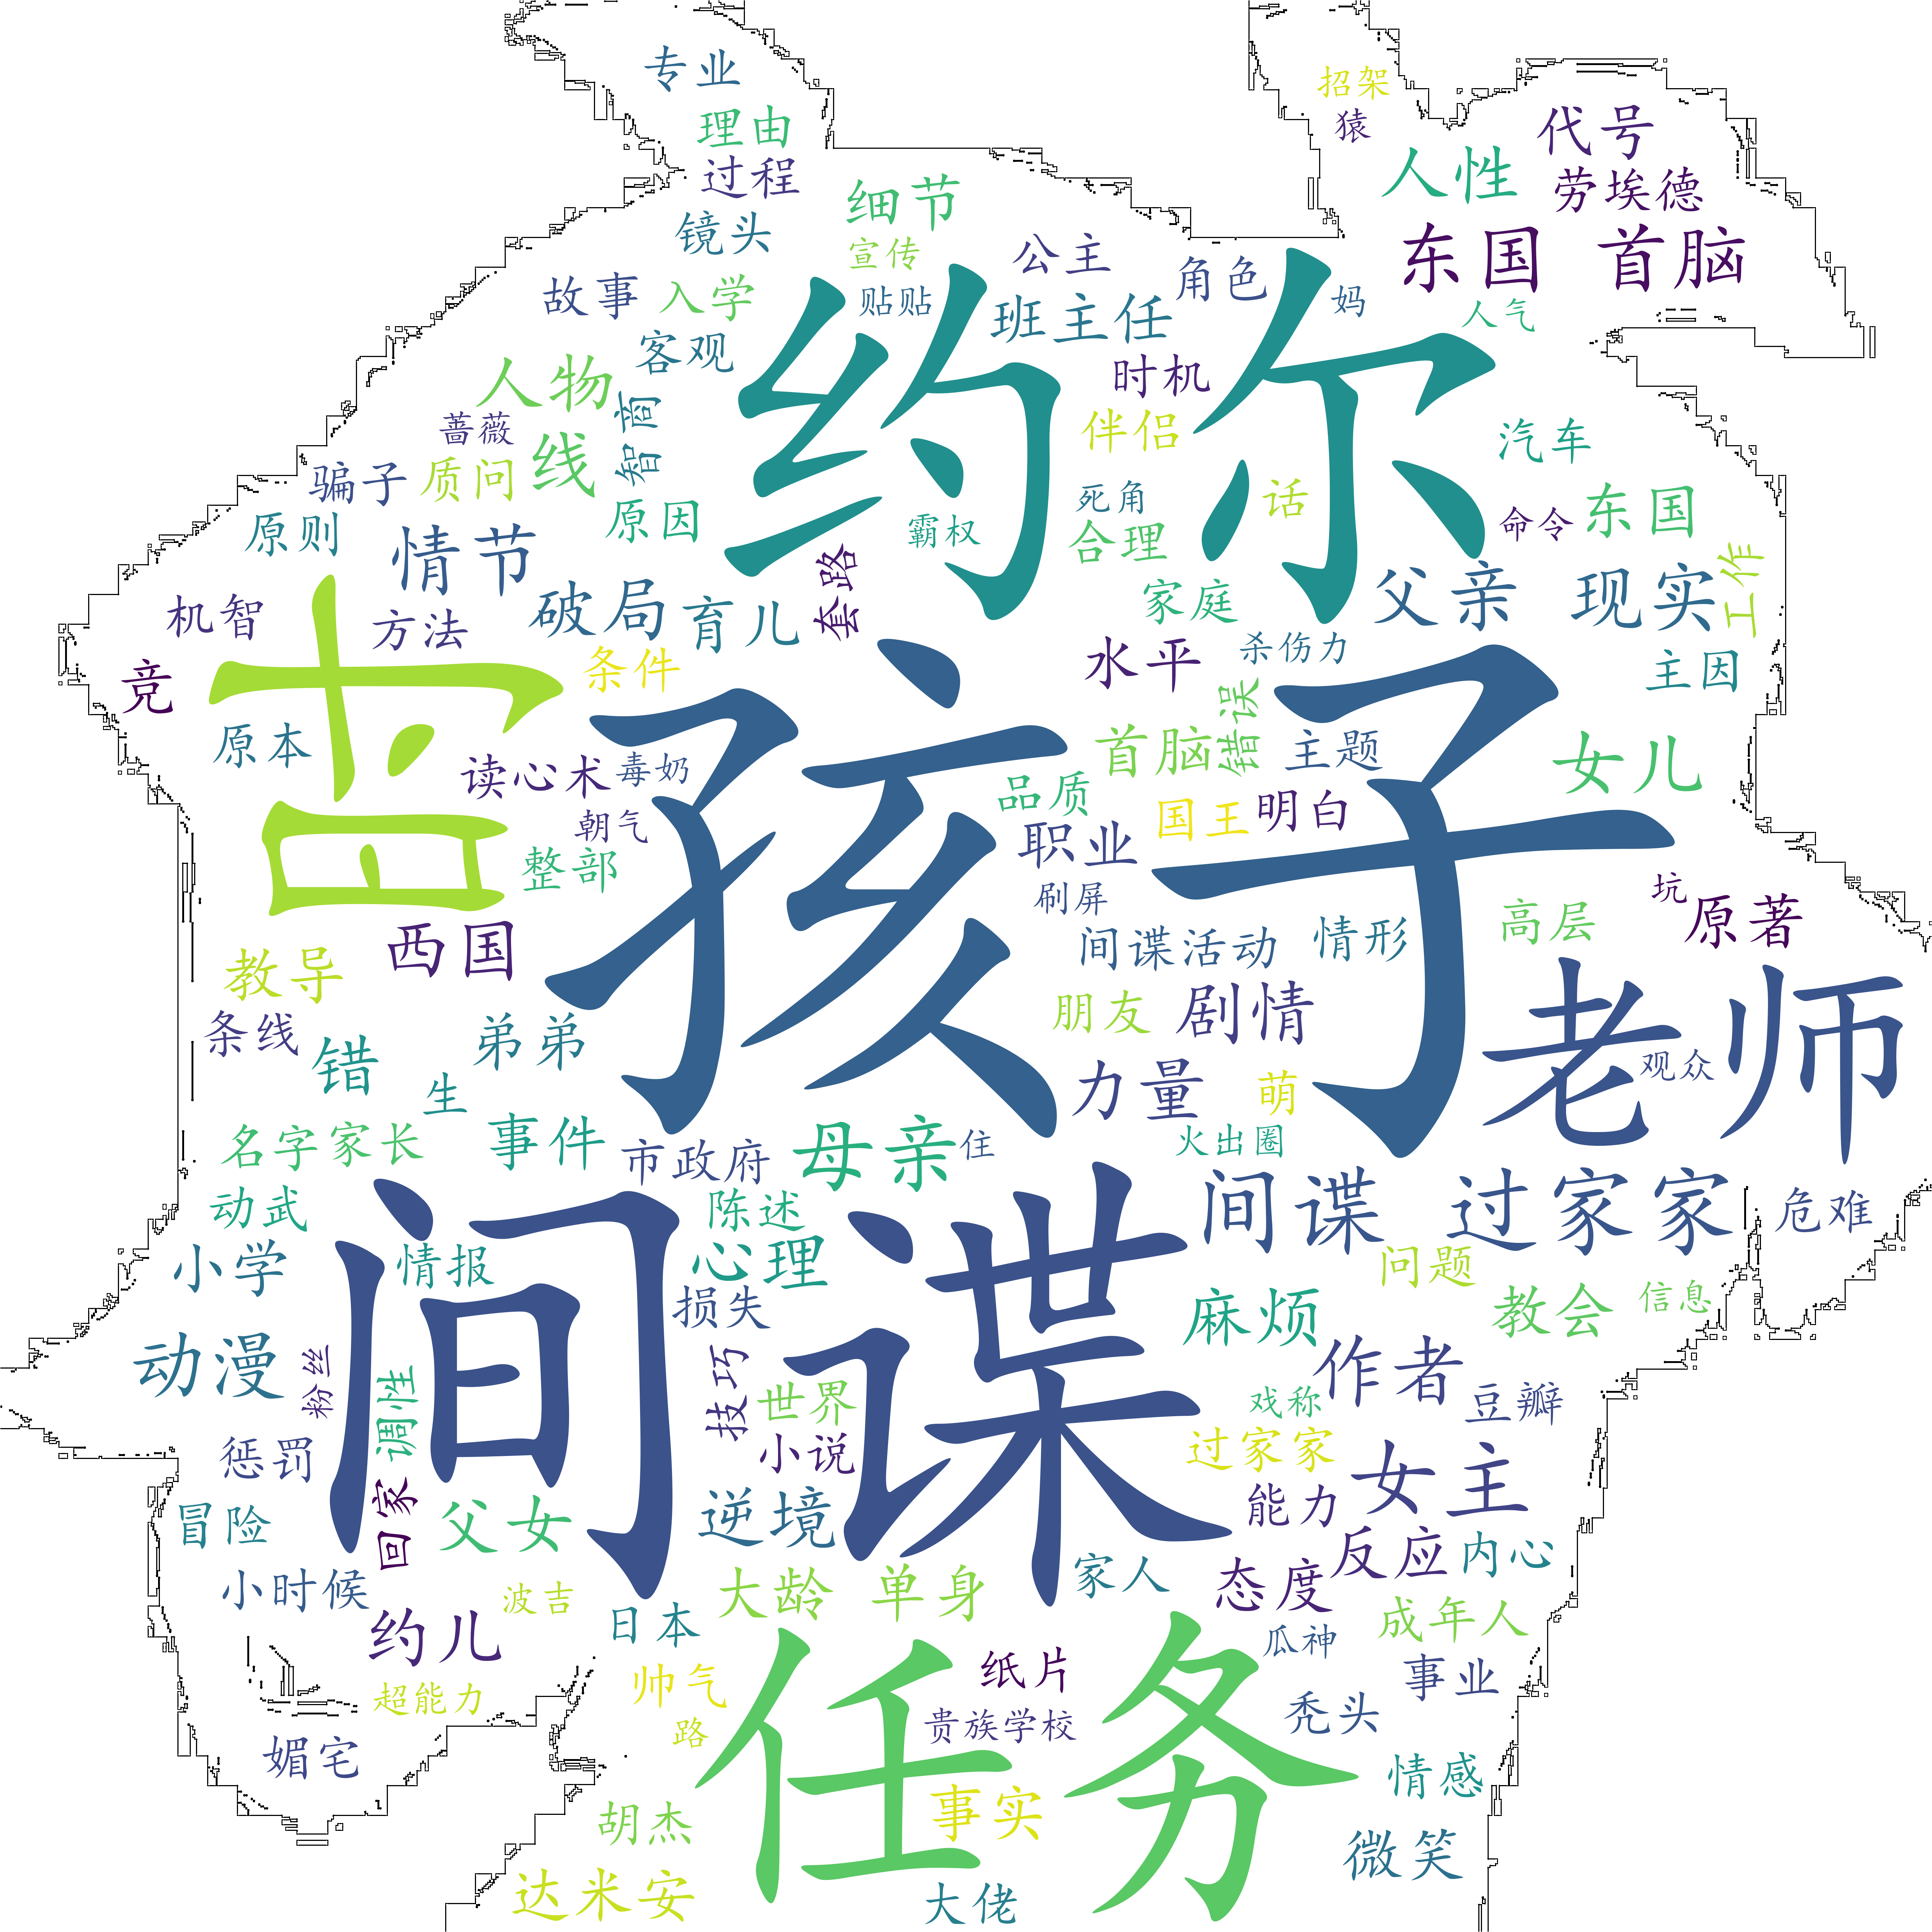 专业
招架
理由
猿
代号
过程
人性
劳埃德
细节
镜头
宣传
公主
东国
首脑
故事
入学
贴贴
角色
妈
人气
约尔
班主任
客观
人物
时机
智商
蔷薇
线
伴侣
汽车
骗子
质问
死角
话
原则
原因
霸权
合理
命令
东国
情节
破局
育儿
套路
家庭
父亲
现实
工作
机智
方法
水平
杀伤力
竞
条件
主因
时
孩子
错误
原本
读心术
毒奶
首脑
主题
女儿
朝气
品质
国王
明白
职业
整部
刷屏
坑
原著
西国
间谍活动
情形
高层
教导
老师
条线
朋友
剧情
错
弟弟
观众
生
力量
萌
名字
家长
事件
市政府
母亲
住
火出圈
动武
陈述
间谍
过家家
危难
小学
情报
心理
问题
损失
间谍
麻烦
教会
信息
动漫
粉丝
调性
技巧
世界
作者
戏称
豆瓣
惩罚
小说
过家家
女主
冒险
回家
父女
逆境
能力
反应
内心
小时候
波吉
大龄
单身
家人
态度
约儿
日本
成年人
瓜神
超能力
帅气
纸片
事业
路
任务
贵族学校
秃头
媚宅
情感
胡杰
事实
微笑
达米安
大佬